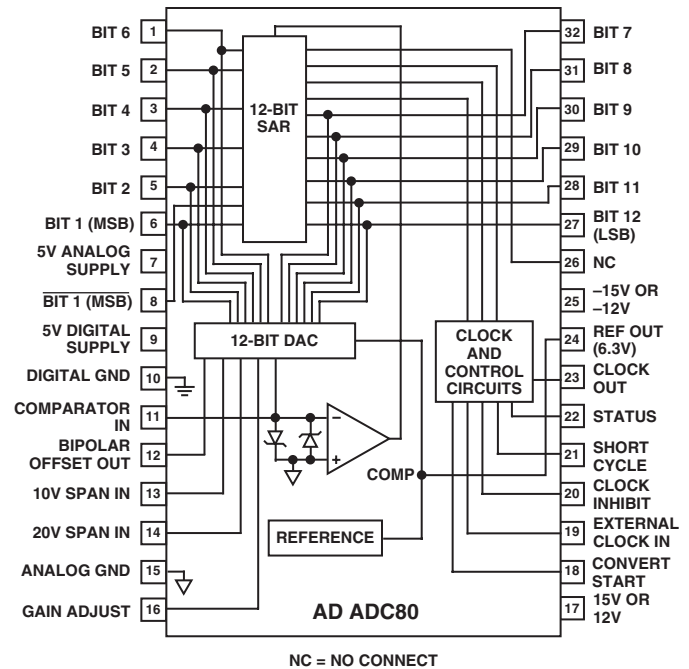 BIT 6 1
BIT 5 2
BIT 4 3
BIT 3 4
BIT 2 5
BIT 1 (MSB) 6
5V ANALOG
SUPPLY 7
B̅I̅T̅ ̅1̅ ̅(̅M̅S̅B̅)̅ 8
5V DIGITAL
SUPPLY 9
DIGITAL GND 10
COMPARATOR
IN 11
BIPOLAR
OFFSET OUT 12
10V SPAN IN 13
20V SPAN IN 14
ANALOG GND 15
GAIN ADJUST 16
12-BIT
SAR
12-BIT DAC
CLOCK
AND
CONTROL
CIRCUITS
–
+
COMP
REFERENCE
AD ADC80
32 BIT 7
31 BIT 8
30 BIT 9
29 BIT 10
28 BIT 11
27 BIT 12
(LSB)
26 NC
25 –15V OR
–12V
24 REF OUT
(6.3V)
23 CLOCK
OUT
22 STATUS
21 SHORT
CYCLE
20 CLOCK
INHIBIT
19 EXTERNAL
CLOCK IN
18 CONVERT
START
17 15V OR
12V
NC = NO CONNECT